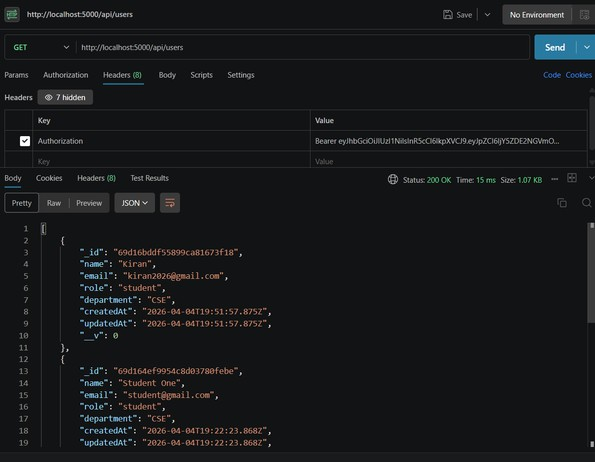 http://localhost:5000/api/users
Save
No Environment
GET http://localhost:5000/api/users Send
Params Authorization Headers (8) Body Scripts Settings Code Cookies
Headers 7 hidden
Key Value
Authorization Bearer
Key Value
Body Cookies Headers (8) Test Results Status: 200 OK Time: 15 ms Size: 1.07 KB
Pretty Raw Preview JSON
1 [
2 {
3 "_id": "69d16bddf55899ca81673f18",
4 "name": "Kiran",
5 "email": "kiran2026@gmail.com",
6 "role": "student",
7 "department": "CSE",
8 "createdAt": "2026-04-04T19:51:57.875Z",
9 "updatedAt": "2026-04-04T19:51:57.875Z",
10 "__v": 0
11 },
12 {
13 "_id": "69d164ef9954c8d03780febe",
14 "name": "Student One",
15 "email": "student@gmail.com",
16 "role": "student",
17 "department": "CSE",
18 "createdAt": "2026-04-04T19:22:23.868Z",
19 "updatedAt": "2026-04-04T19:22:23.868Z",